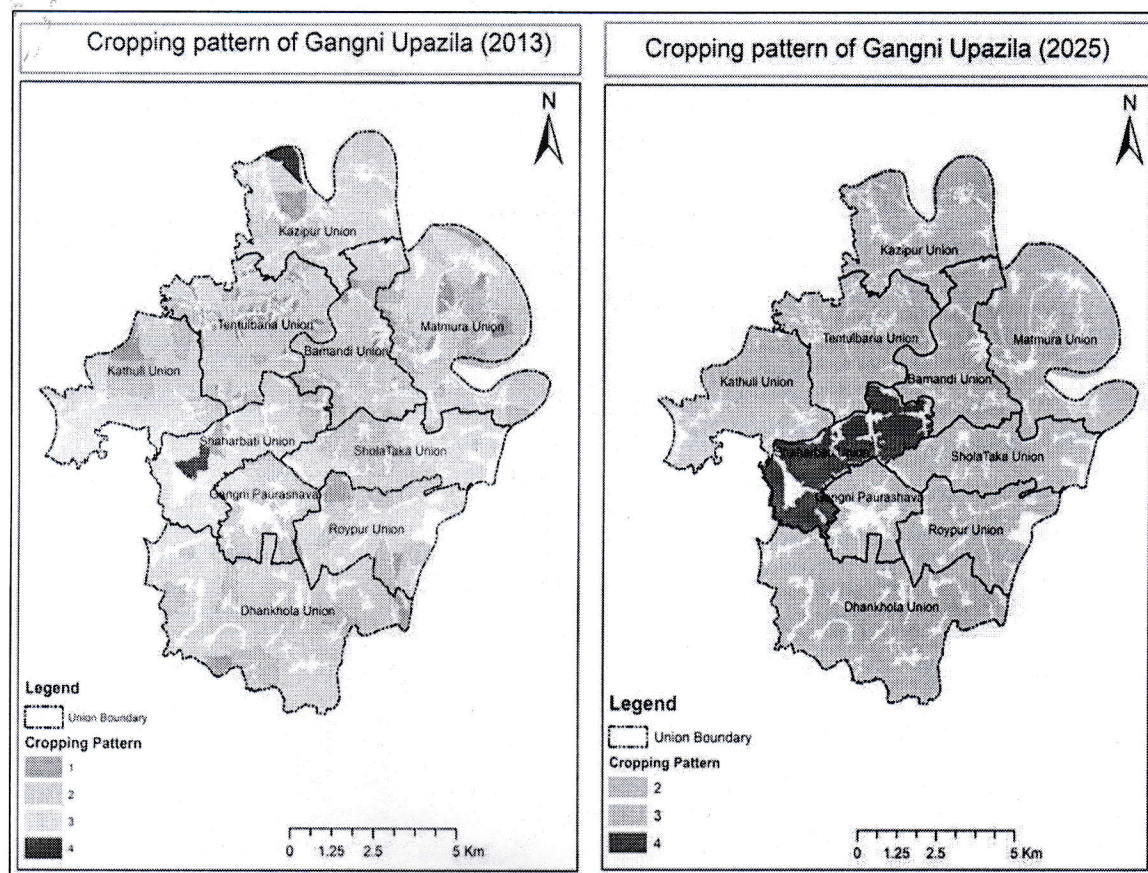 Cropping pattern of Gangni Upazila (2013)
N
Kazipur Union
Tentulbaria Union
Matmura Union
Bamandi Union
Kathuli Union
Shaharbati Union
SholaTaka Union
Gangni Paurashava
Roypur Union
Dhankhola Union
Legend
Union Boundary
Cropping Pattern
1
2
3
4
0 1.25 2.5 5 Km
Cropping pattern of Gangni Upazila (2025)
N
Kazipur Union
Tentulbaria Union
Matmura Union
Bamandi Union
Kathuli Union
Shaharbati Union
SholaTaka Union
Gangni Paurashava
Roypur Union
Dhankhola Union
Legend
Union Boundary
Cropping Pattern
2
3
4
0 1.25 2.5 5 Km